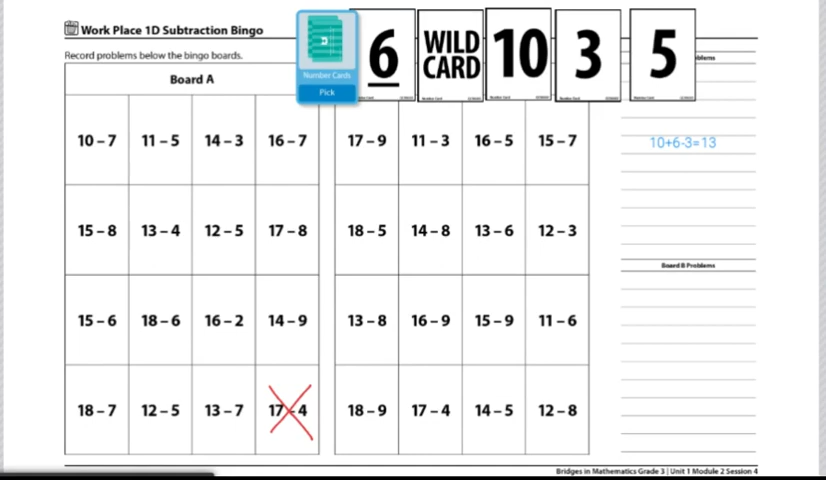 Work Place 1D Subtraction Bingo
Record problems below the bingo boards.
Number Cards
Pick
6
WILD CARD
10
3
5
Board A
10 – 7 11 – 5 14 – 3 16 – 7
15 – 8 13 – 4 12 – 5 17 – 8
15 – 6 18 – 6 16 – 2 14 – 9
18 – 7 12 – 5 13 – 7 17 – 4
17 – 9 11 – 3 16 – 5 15 – 7
18 – 5 14 – 8 13 – 6 12 – 3
13 – 8 16 – 9 15 – 9 11 – 6
18 – 9 17 – 4 14 – 5 12 – 8
10+6-3=13
Board B Problems
Bridges in Mathematics Grade 3 | Unit 1 Module 2 Session 4